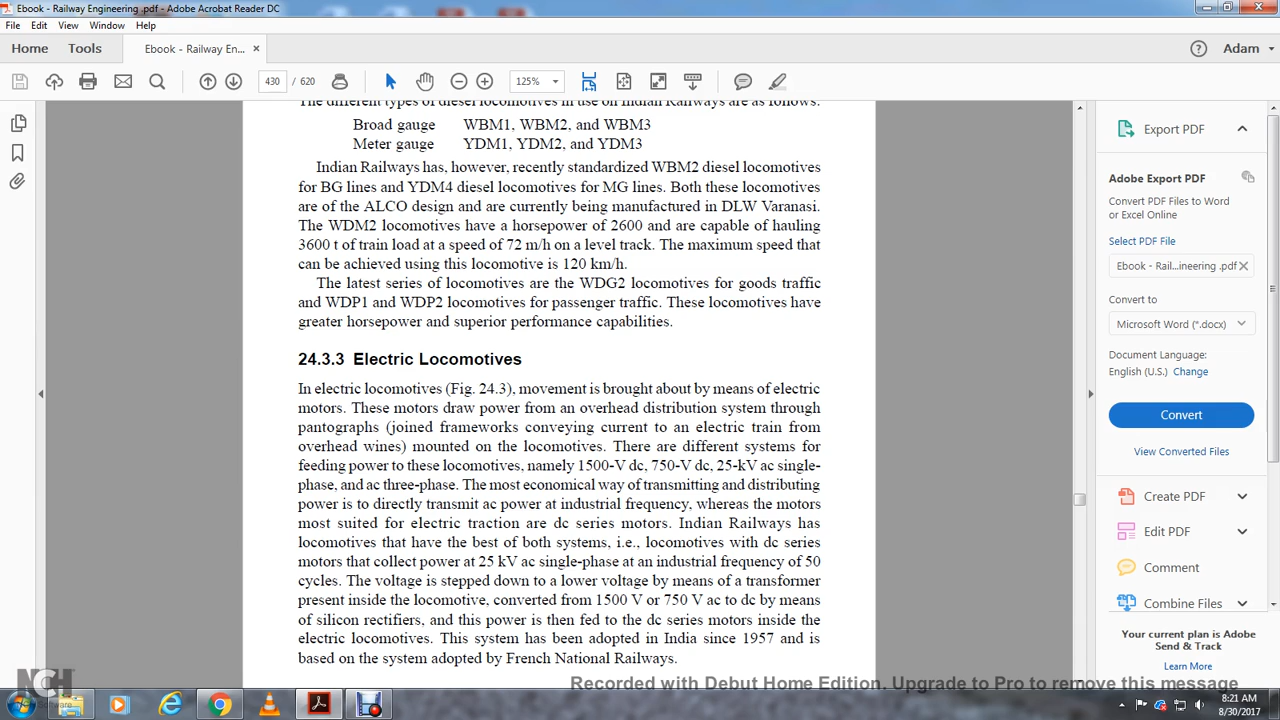 Ebook - Railway Engineering .pdf - Adobe Acrobat Reader DC
File Edit View Window Help
Home Tools Ebook - Railway En... × Adam
430 / 620 125%
The different types of diesel locomotives in use on Indian Railways are as follows.
Broad gauge WBM1, WBM2, and WBM3
Meter gauge YDM1, YDM2, and YDM3
Indian Railways has, however, recently standardized WBM2 diesel locomotives
for BG lines and YDM4 diesel locomotives for MG lines. Both these locomotives
are of the ALCO design and are currently being manufactured in DLW Varanasi.
The WDM2 locomotives have a horsepower of 2600 and are capable of hauling
3600 t of train load at a speed of 72 m/h on a level track. The maximum speed that
can be achieved using this locomotive is 120 km/h.
The latest series of locomotives are the WDG2 locomotives for goods traffic
and WDP1 and WDP2 locomotives for passenger traffic. These locomotives have
greater horsepower and superior performance capabilities.
24.3.3 Electric Locomotives
In electric locomotives (Fig. 24.3), movement is brought about by means of electric
motors. These motors draw power from an overhead distribution system through
pantographs (joined frameworks conveying current to an electric train from
overhead wines) mounted on the locomotives. There are different systems for
feeding power to these locomotives, namely 1500-V dc, 750-V dc, 25-kV ac single-
phase, and ac three-phase. The most economical way of transmitting and distributing
power is to directly transmit ac power at industrial frequency, whereas the motors
most suited for electric traction are dc series motors. Indian Railways has
locomotives that have the best of both systems, i.e., locomotives with dc series
motors that collect power at 25 kV ac single-phase at an industrial frequency of 50
cycles. The voltage is stepped down to a lower voltage by means of a transformer
present inside the locomotive, converted from 1500 V or 750 V ac to dc by means
of silicon rectifiers, and this power is then fed to the dc series motors inside the
electric locomotives. This system has been adopted in India since 1957 and is
based on the system adopted by French National Railways.
Export PDF
Adobe Export PDF
Convert PDF Files to Word
or Excel Online
Select PDF File
Ebook - Rail...ineering .pdf ×
Convert to
Microsoft Word (*.docx)
Document Language:
English (U.S.) Change
Convert
View Converted Files
Create PDF
Edit PDF
Comment
Combine Files
Your current plan is Adobe
Send & Track
Learn More
NCH
Software
Recorded with Debut Home Edition. Upgrade to Pro to remove this message
8:21 AM
8/30/2017